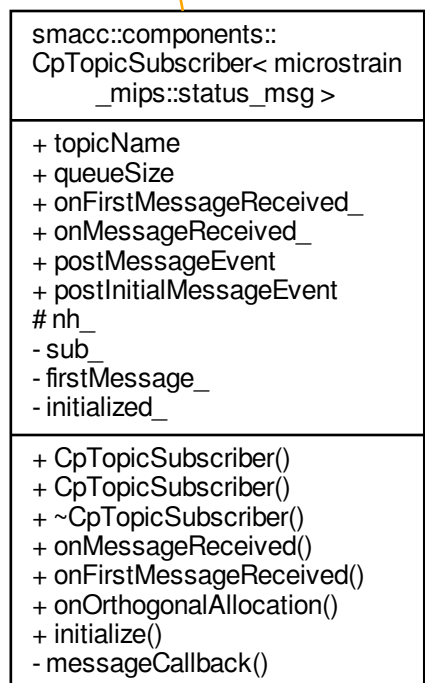 smacc::components::
CpTopicSubscriber< microstrain
_mips::status_msg >
+ topicName
+ queueSize
+ onFirstMessageReceived_
+ onMessageReceived_
+ postMessageEvent
+ postInitialMessageEvent
# nh_
- sub_
- firstMessage_
- initialized_
+ CpTopicSubscriber()
+ CpTopicSubscriber()
+ ~CpTopicSubscriber()
+ onMessageReceived()
+ onFirstMessageReceived()
+ onOrthogonalAllocation()
+ initialize()
- messageCallback()